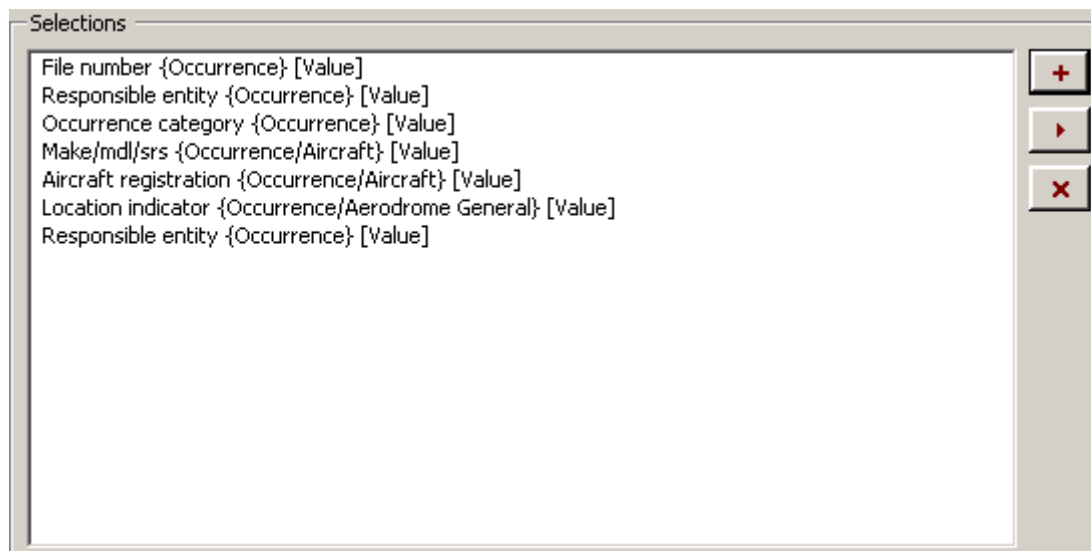 Selections
File number {Occurrence} [Value]
Responsible entity {Occurrence} [Value]
Occurrence category {Occurrence} [Value]
Make/mdl/srs {Occurrence/Aircraft} [Value]
Aircraft registration {Occurrence/Aircraft} [Value]
Location indicator {Occurrence/Aerodrome General} [Value]
Responsible entity {Occurrence} [Value]